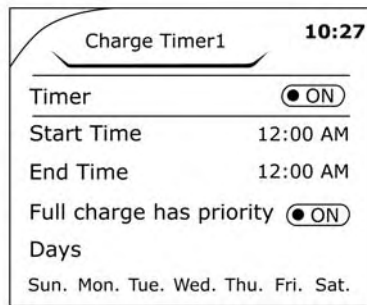 10:27
Charge Timer1
Timer ON
Start Time 12:00 AM
End Time 12:00 AM
Full charge has priority ON
Days
Sun. Mon. Tue. Wed. Thu. Fri. Sat.